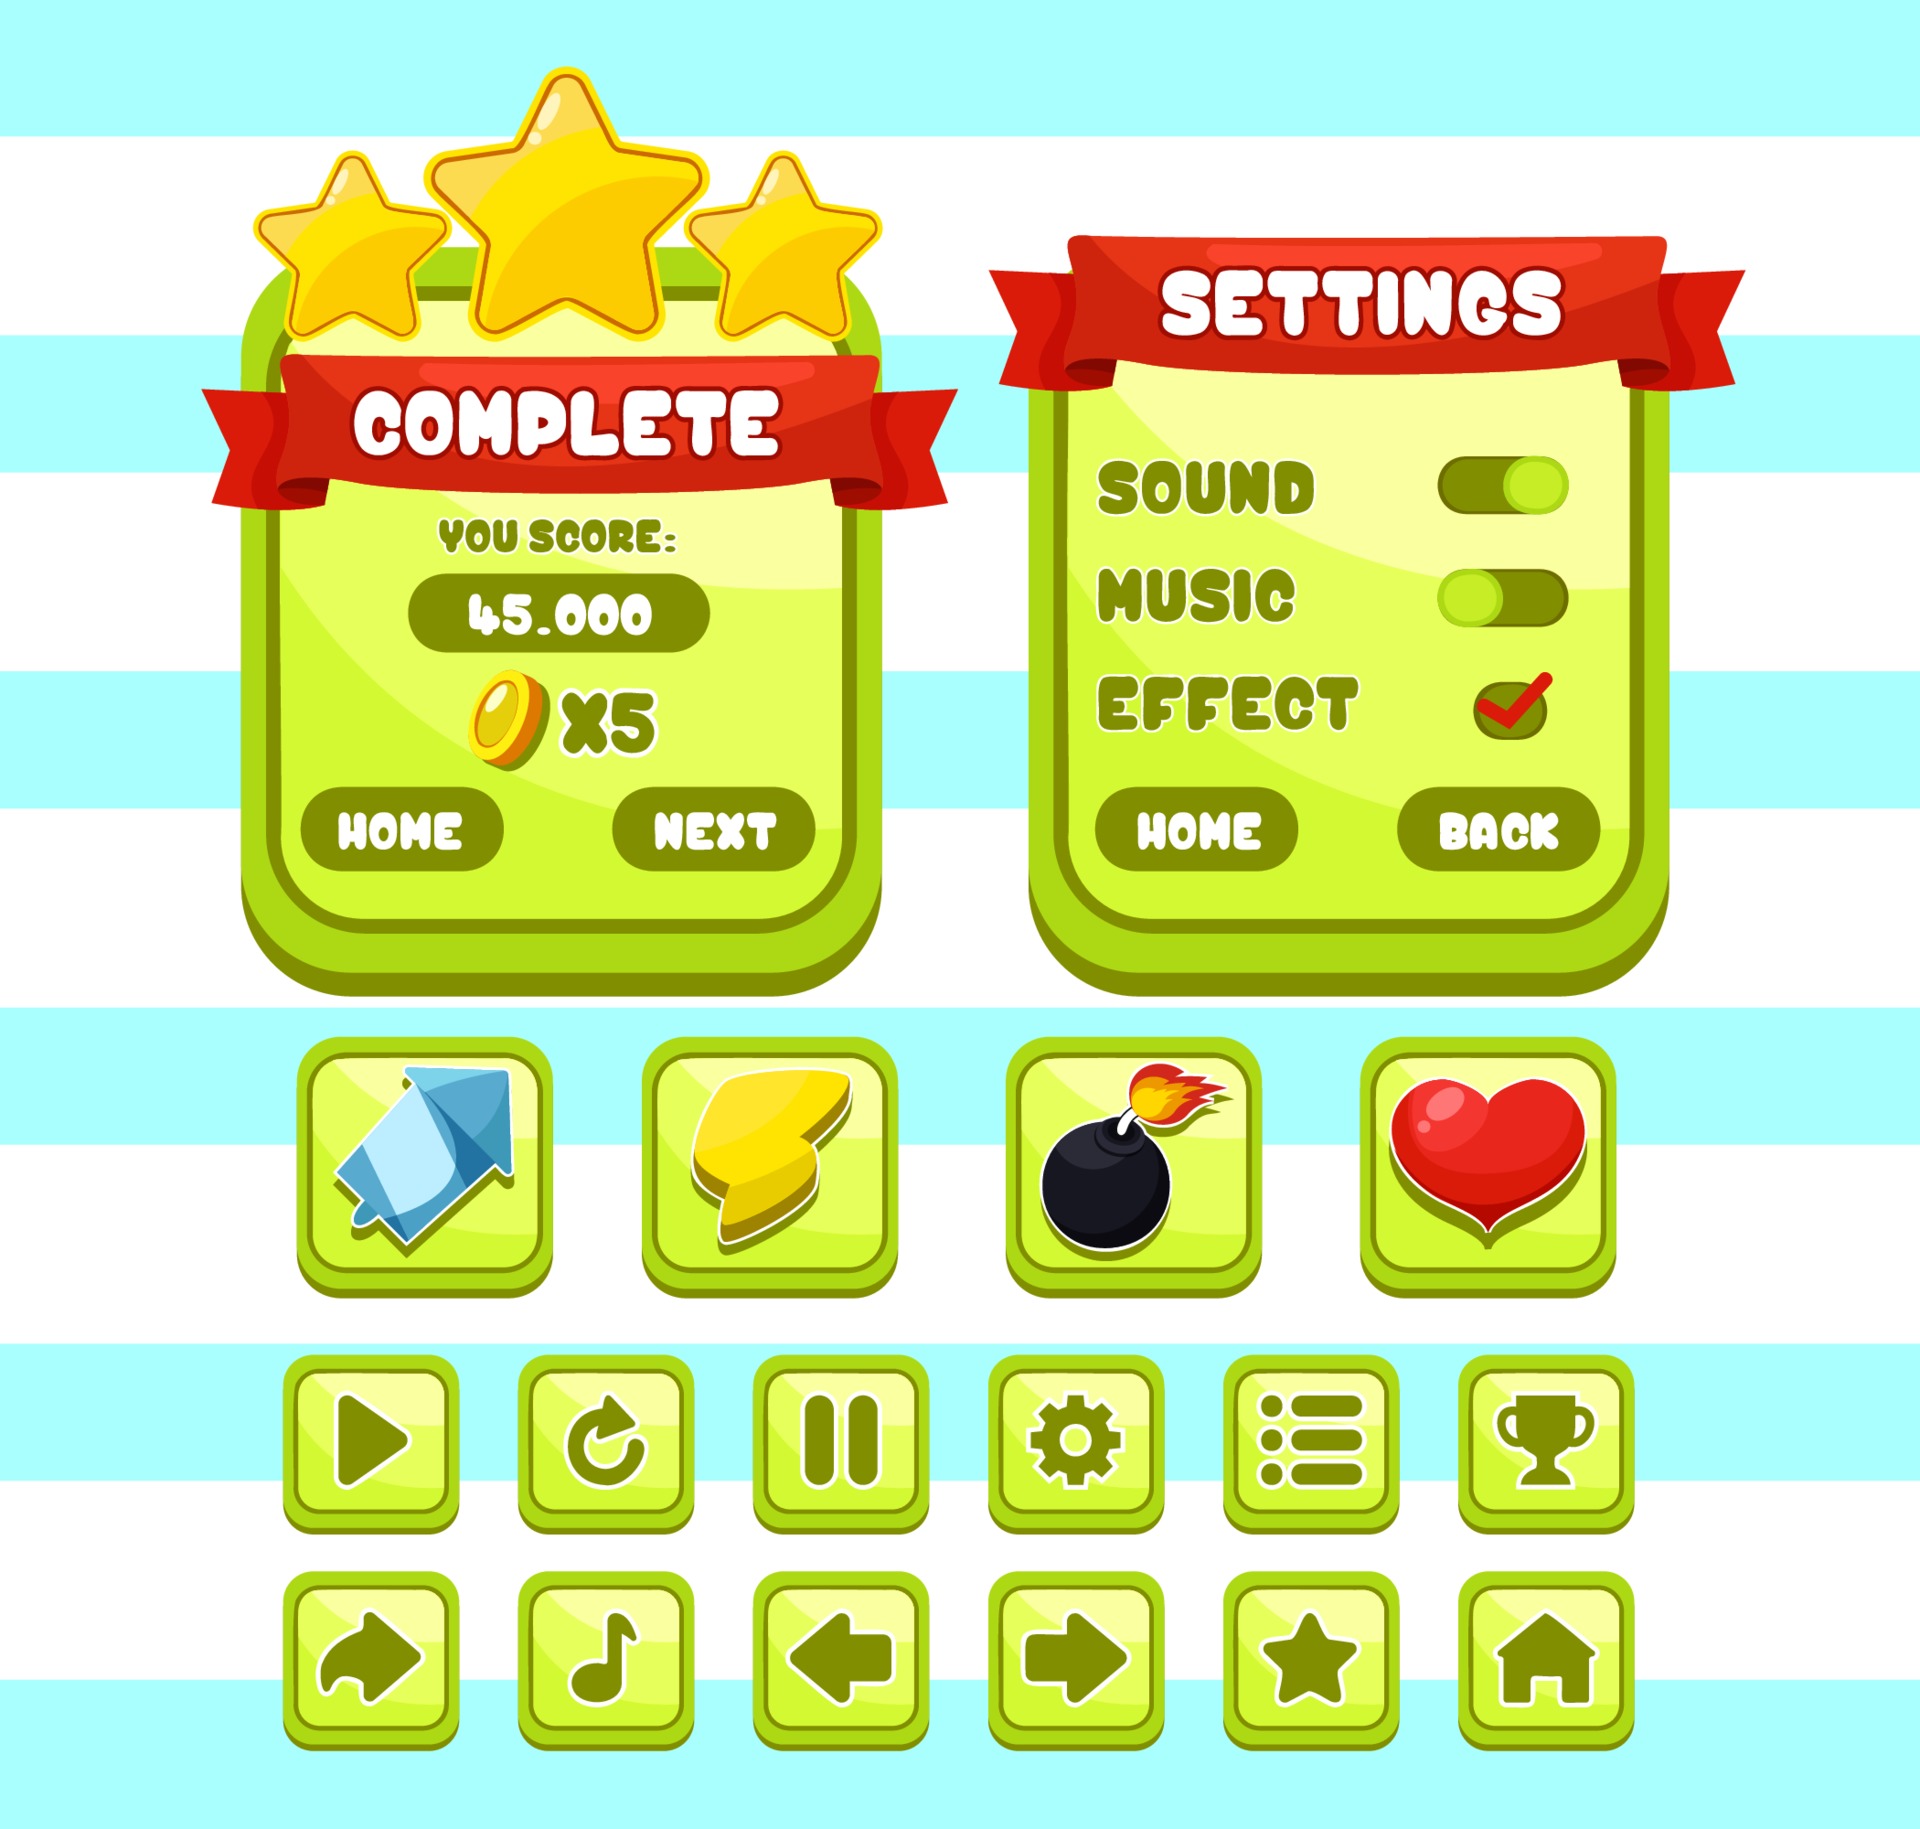 COMPLETE
YOU SCORE:
45.000
X5
HOME
NEXT
SETTINGS
SOUND
MUSIC
EFFECT
HOME
BACK